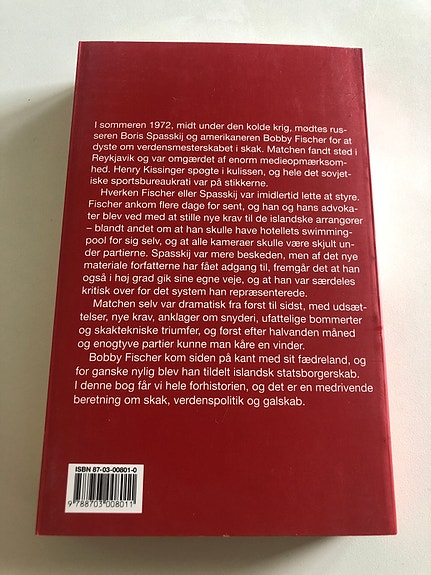 I sommeren 1972, midt under den kolde krig, mødtes rus-
seren Boris Spasskij og amerikaneren Bobby Fischer for at
dyste om verdensmesterskabet i skak. Matchen fandt sted i
Reykjavik og var omgærdet af enorm medieopmærksom-
hed. Henry Kissinger spøgte i kulissen, og hele det sovjet-
iske sportsbureaukrati var på stikkerne.
Hverken Fischer eller Spasskij var imidlertid lette at styre.
Fischer ankom flere dage for sent, og han og hans advoka-
ter blev ved med at stille nye krav til de islandske arrangører
– blandt andet om at han skulle have hotellets swimming-
pool for sig selv, og at alle kameraer skulle være skjult un-
der partierne. Spasskij var mere beskeden, men af det nye
materiale forfatterne har fået adgang til, fremgår det at han
også i høj grad gik sine egne veje, og at han var særdeles
kritisk over for det system han repræsenterede.
Matchen selv var dramatisk fra først til sidst, med udsæt-
telser, nye krav, anklager om snyderi, ufattelige bommerter
og skaktekniske triumfer, og først efter halvanden måned
og enogtyve partier kunne man kåre en vinder.
Bobby Fischer kom siden på kant med sit fædreland, og
for ganske nylig blev han tildelt islandsk statsborgerskab.
I denne bog får vi hele forhistorien, og det er en medrivende
beretning om skak, verdenspolitik og galskab.
ISBN 87-03-00801-0
9 788703 008011